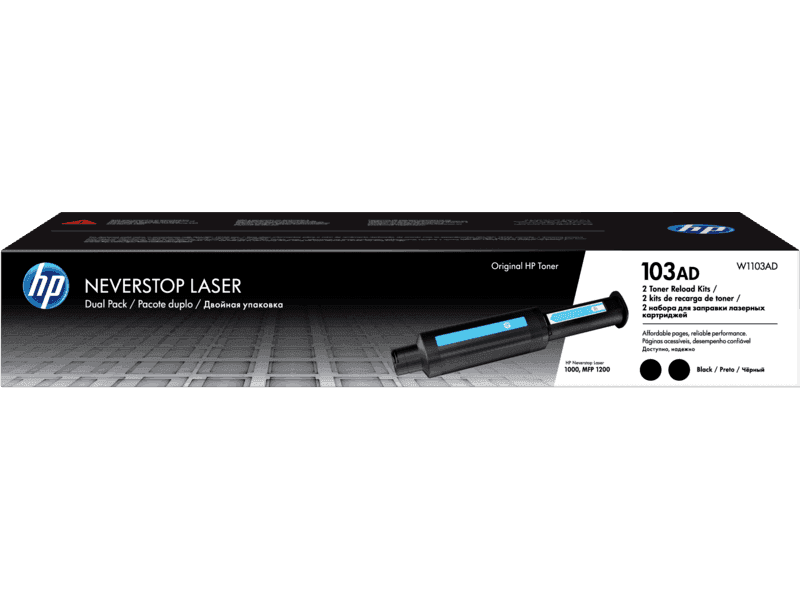 hp
hp
NEVERSTOP LASER
Dual Pack / Pacote duplo / Двойная упаковка
Original HP Toner
HP Neverstop Laser
1000, MFP 1200
103AD
W1103AD
2 Toner Reload Kits /
2 kits de recarga de toner /
2 набора для заправки лазерных
картриджей
Affordable pages, reliable performance.
Páginas acessíveis, desempenho confiável
Доступно, надежно
Black / Preto / Чёрный